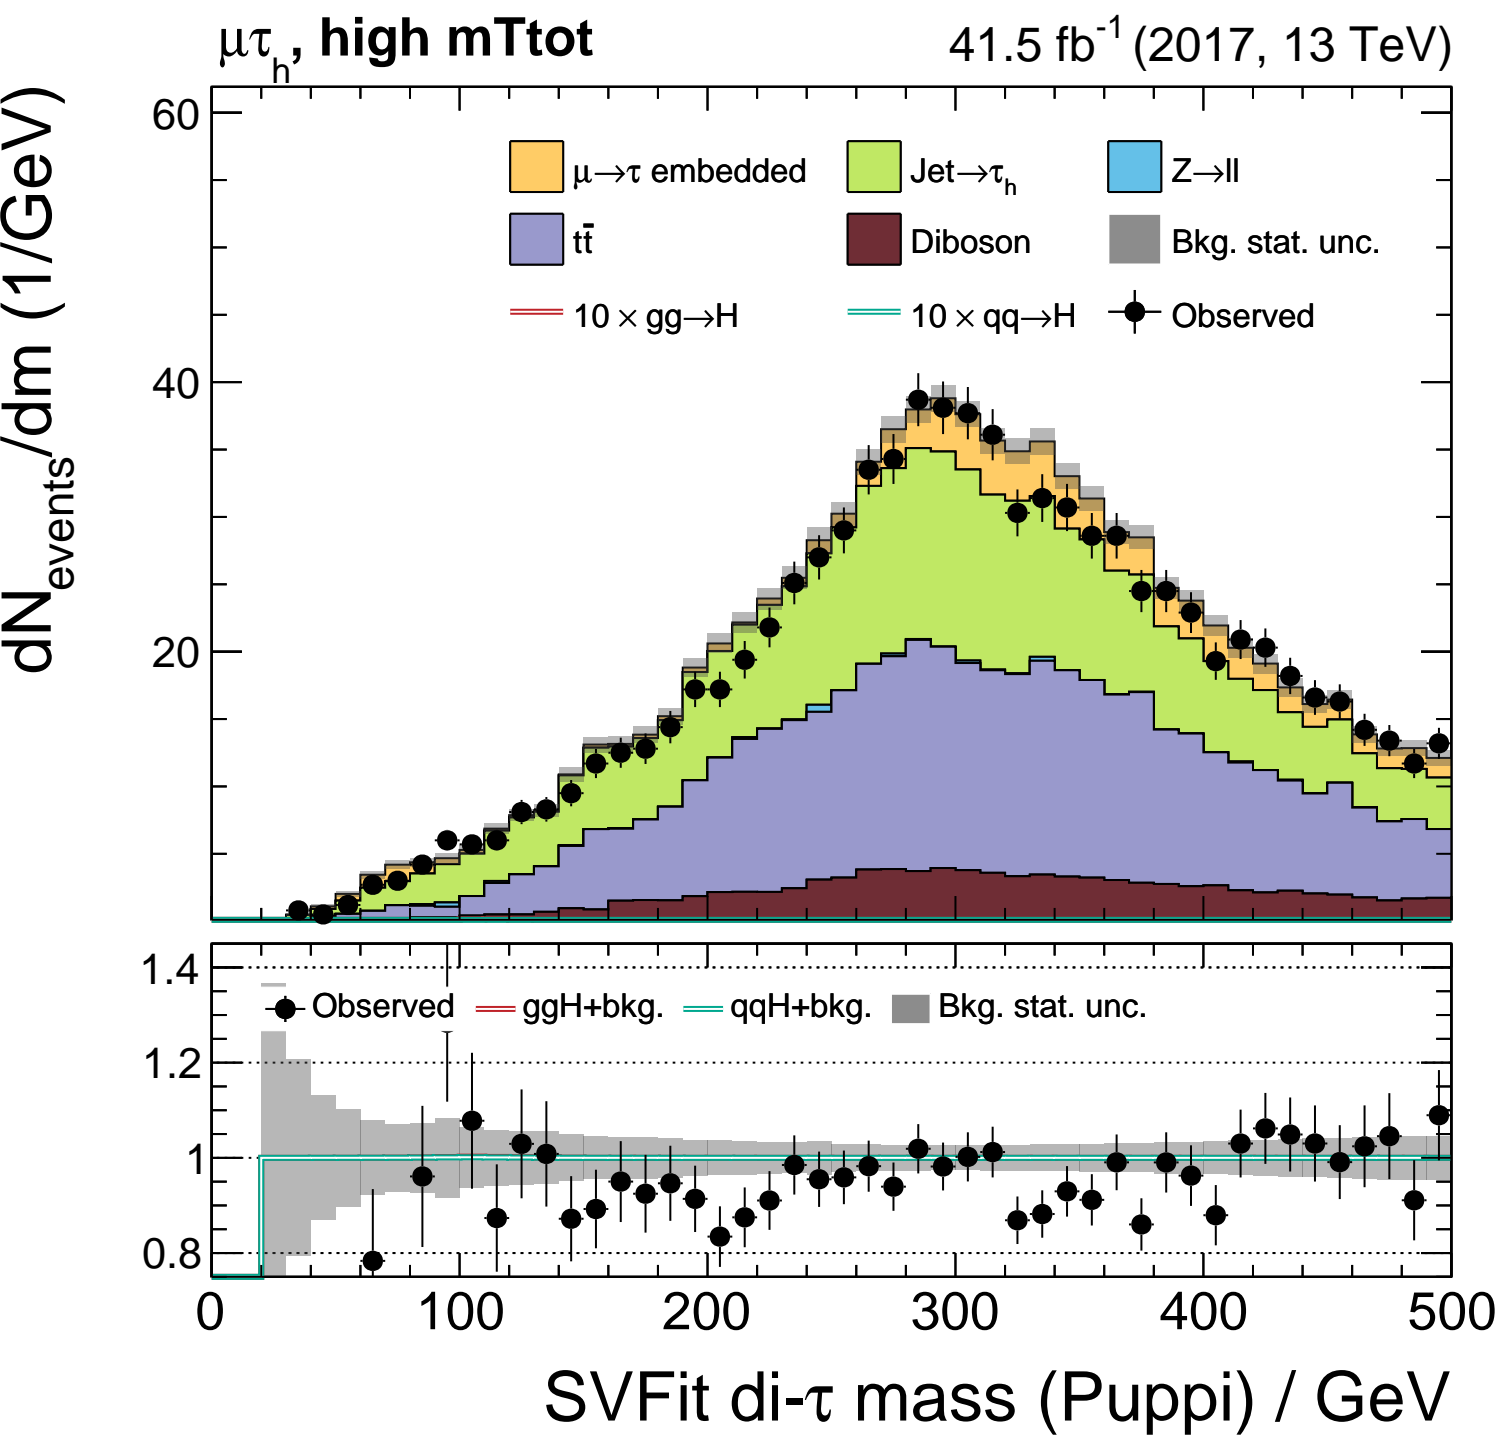 μτh, high mTtot 41.5 fb-1 (2017, 13 TeV)
dNevents/dm (1/GeV)
60
40
20
μ→τ embedded Jet→τh Z→ll
tt̄ Diboson Bkg. stat. unc.
10 × gg→H 10 × qq→H Observed
1.4
1.2
1
0.8
Observed ggH+bkg. qqH+bkg. Bkg. stat. unc.
0 100 200 300 400 500
SVFit di-τ mass (Puppi) / GeV